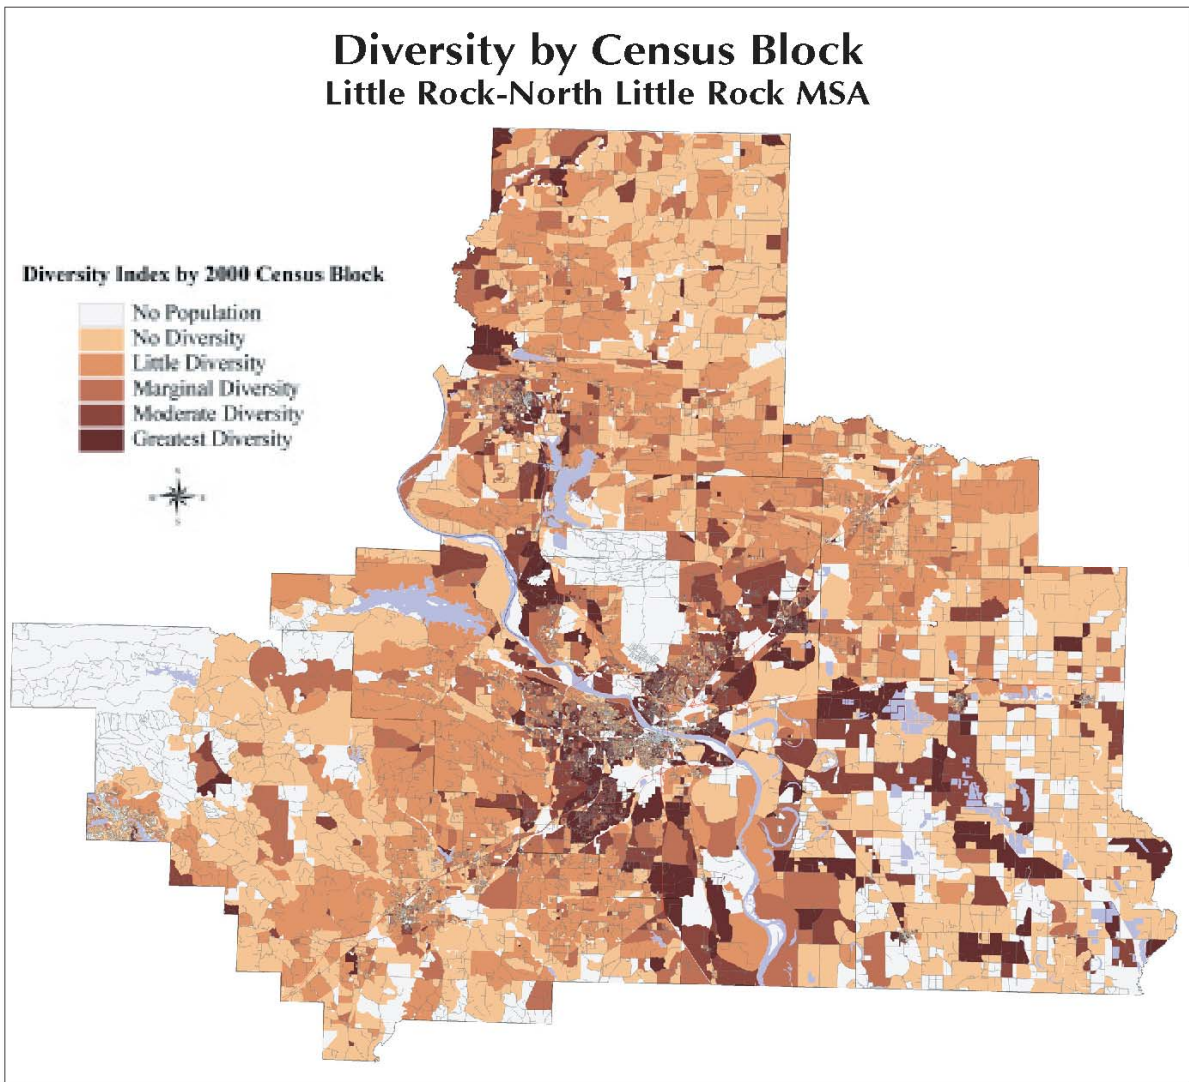 Diversity by Census Block
Little Rock-North Little Rock MSA
Diversity Index by 2000 Census Block
No Population
No Diversity
Little Diversity
Marginal Diversity
Moderate Diversity
Greatest Diversity
N
S